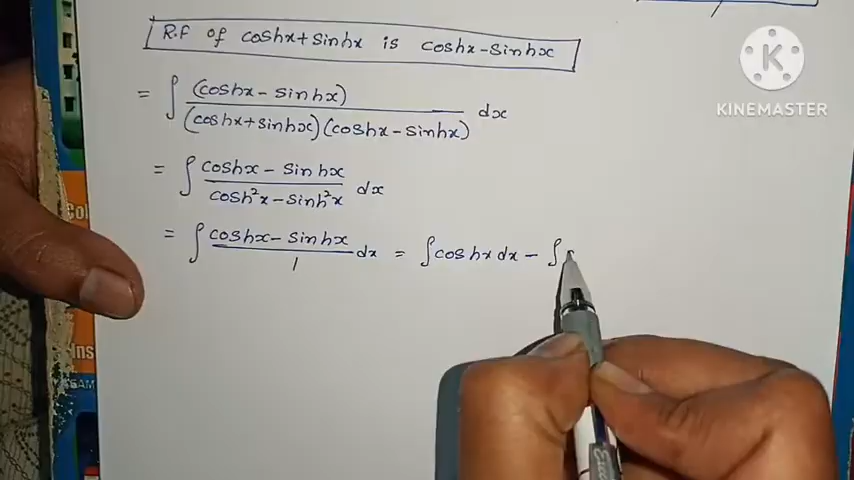 R.F of coshx+sinhx is coshx-sinhx
= ∫ (coshx - sinhx) / (coshx+sinhx)(coshx-sinhx) dx
= ∫ coshx - sinhx / cosh²x - sinh²x dx
= ∫ coshx - sinhx / 1 dx = ∫coshx dx - ∫
KINEMASTER